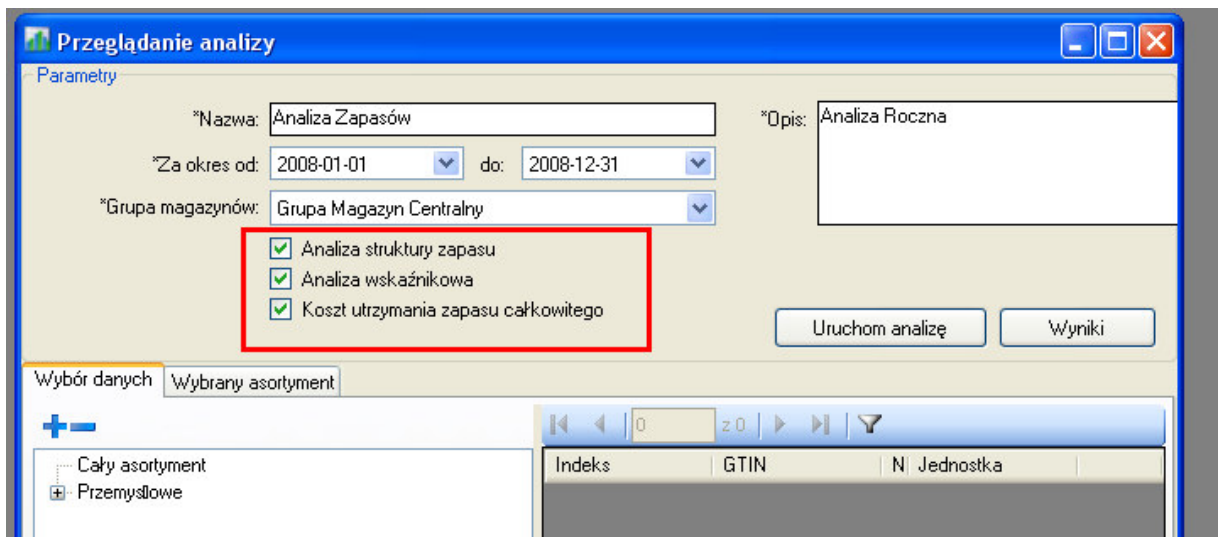 Przeglądanie analizy
Parametry
*Nazwa: Analiza Zapasów *Opis: Analiza Roczna
*Za okres od: 2008-01-01 do: 2008-12-31
*Grupa magazynów: Grupa Magazyn Centralny
Analiza struktury zapasu
Analiza wskaźnikowa
Koszt utrzymania zapasu całkowitego
Uruchom analizę Wyniki
Wybór danych Wybrany asortyment
0 z 0
Cały asortyment Indeks GTIN N Jednostka
Przemysłowe